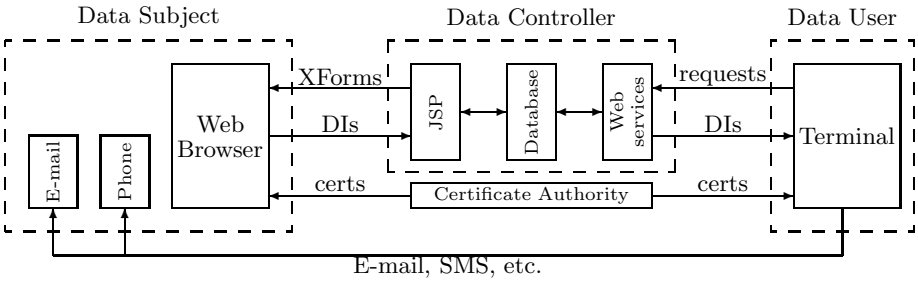 Data Subject
Data Controller
Data User
XForms
requests
Web
Browser
JSP
Database
Web
services
DIs
DIs
Terminal
E-mail
Phone
certs
Certificate Authority
certs
E-mail, SMS, etc.